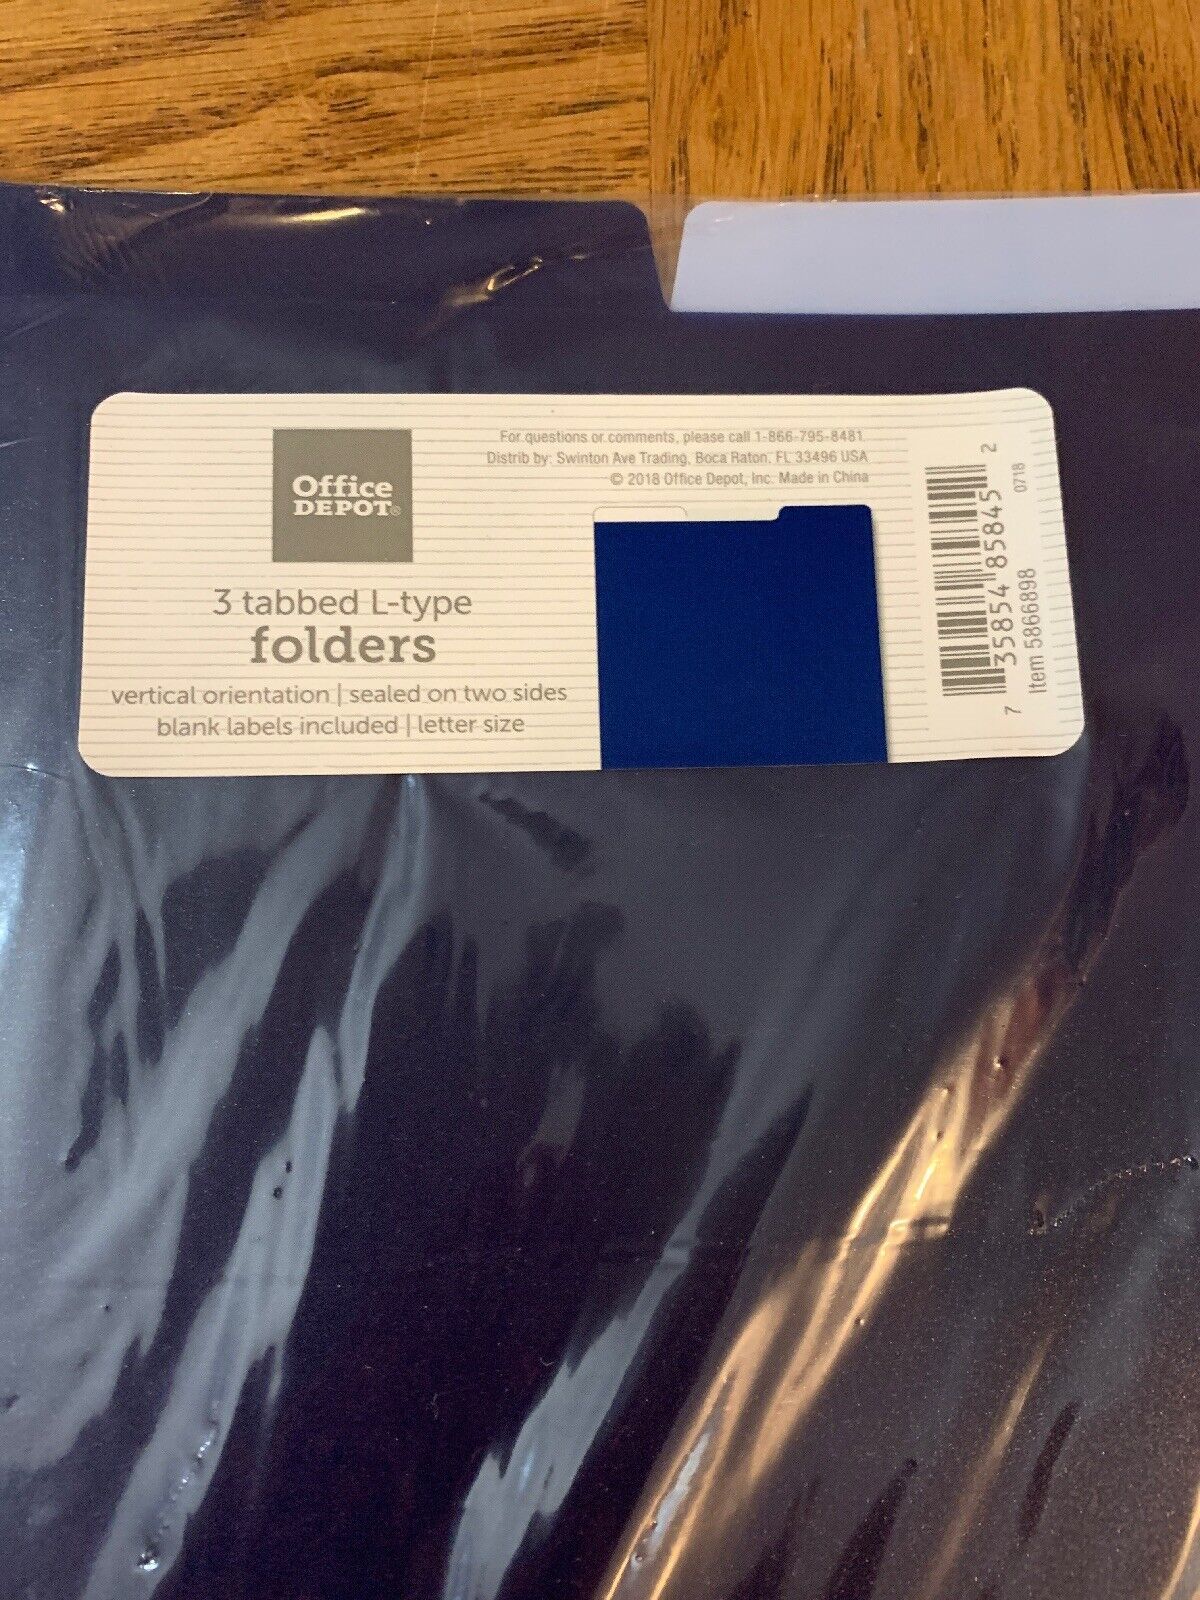 Office
DEPOT®
3 tabbed L-type
folders
vertical orientation | sealed on two sides
blank labels included | letter size
For questions or comments, please call 1-866-795-8481
Distrib by: Swinton Ave Trading, Boca Raton, FL 33496 USA
© 2018 Office Depot, Inc. Made in China
7 35854 85845 2
0718
Item 5866898